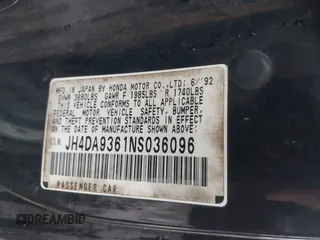 MFD. IN JAPAN BY HONDA MOTOR CO., LTD. 6/'92
GVWR 3680LBS GAWR F 1985LBS R 1740LBS
THIS VEHICLE CONFORMS TO ALL APPLICABLE
FEDERAL MOTOR VEHICLE SAFETY, BUMPER,
AND THEFT PREVENTION STANDARDS IN EFFECT ON
THE DATE OF MANUFACTURE SHOWN ABOVE.
V.I.N. JH4DA9361NS036096
PASSENGER CAR
DREAMBID